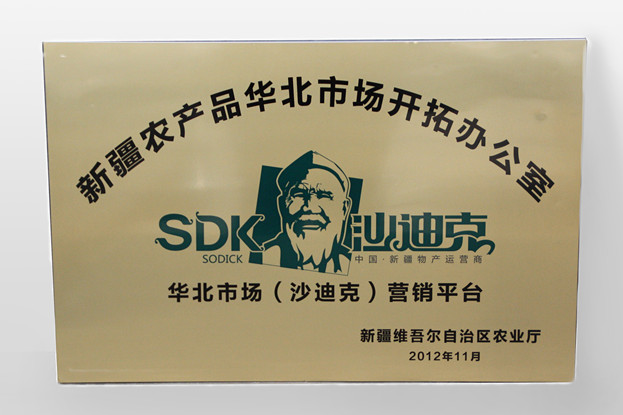 新疆农产品华北市场开拓办公室
SDK 沙迪克
SODICK 中国·新疆物产运营商
华北市场（沙迪克）营销平台
新疆维吾尔自治区农业厅
2012年11月